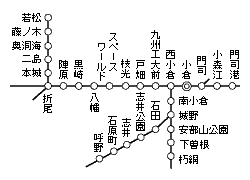 若松
藤ノ木
奥洞海
二島
本城
折尾
陣原
黒崎
八幡
スペースワールド
枝光
戸畑
九州工大前
西小倉
小倉
門司
小森江
門司港
南小倉
城野
安部山公園
下曽根
朽網
石田
志井公園
志井
石原町
呼野